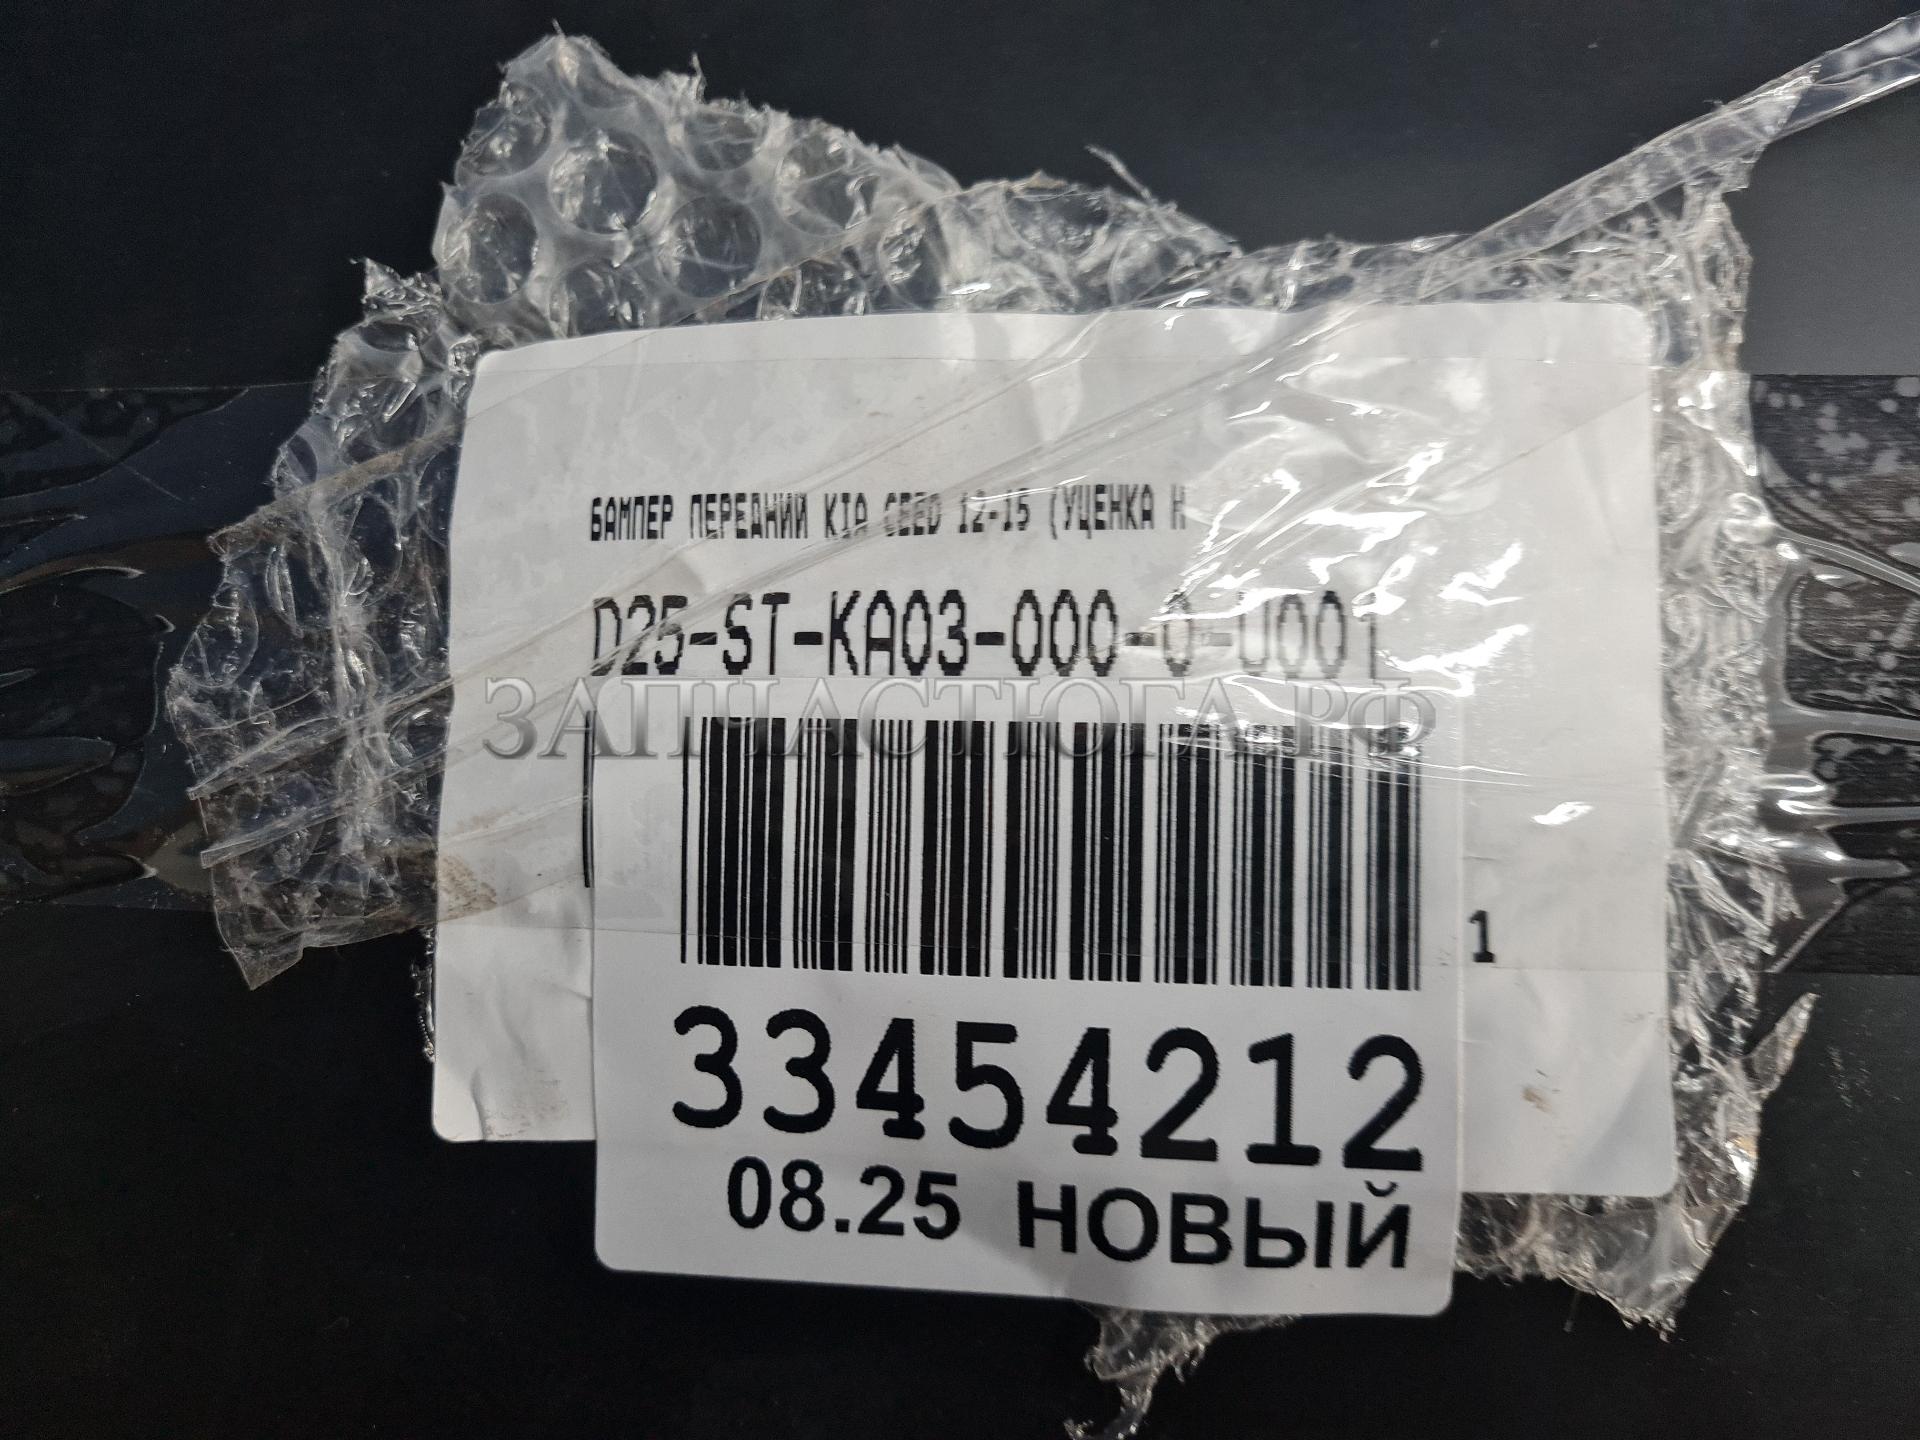 БАМПЕР ПЕРЕДНИЙ KIA CEED 12-15 (УЦЕНКА Н
D25-ST-KA03-000-0-U001
ЗАПЧАСТЮГА.РФ
1
33454212
08.25 НОВЫЙ